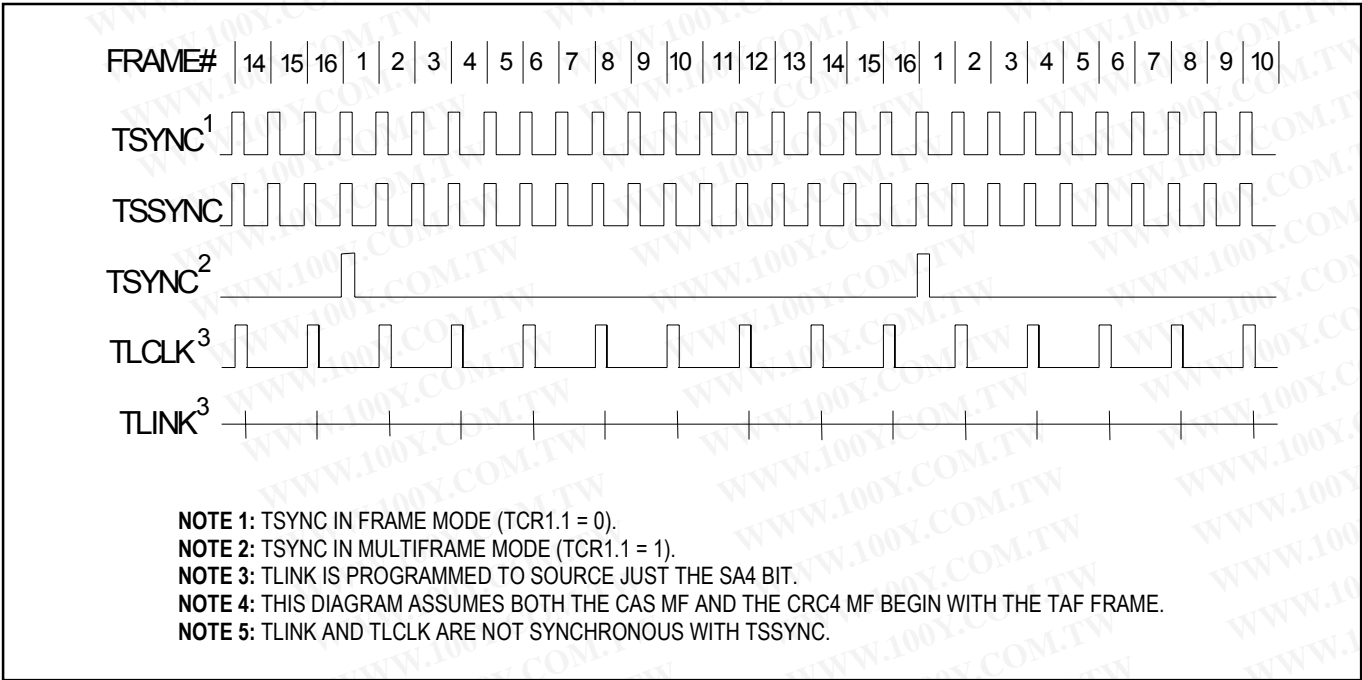 FRAME# 14 15 16 1 2 3 4 5 6 7 8 9 10 11 12 13 14 15 16 1 2 3 4 5 6 7 8 9 10
TSYNC1
TSSYNC
TSYNC2
TLCLK3
TLINK3
NOTE 1: TSYNC IN FRAME MODE (TCR1.1 = 0).
NOTE 2: TSYNC IN MULTIFRAME MODE (TCR1.1 = 1).
NOTE 3: TLINK IS PROGRAMMED TO SOURCE JUST THE SA4 BIT.
NOTE 4: THIS DIAGRAM ASSUMES BOTH THE CAS MF AND THE CRC4 MF BEGIN WITH THE TAF FRAME.
NOTE 5: TLINK AND TLCLK ARE NOT SYNCHRONOUS WITH TSSYNC.
WWW.100Y.COM.TW